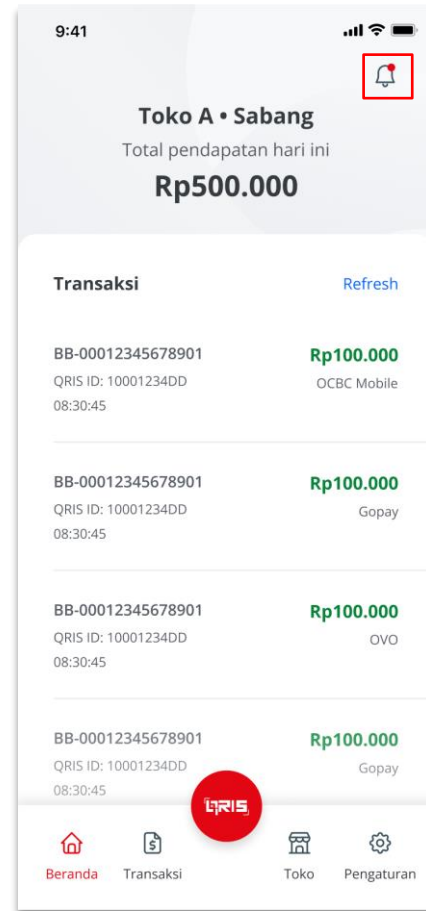 9:41
Toko A • Sabang
Total pendapatan hari ini
Rp500.000
Transaksi Refresh
BB-00012345678901 Rp100.000
QRIS ID: 10001234DD OCBC Mobile
08:30:45
BB-00012345678901 Rp100.000
QRIS ID: 10001234DD Gopay
08:30:45
BB-00012345678901 Rp100.000
QRIS ID: 10001234DD OVO
08:30:45
BB-00012345678901 Rp100.000
QRIS ID: 10001234DD Gopay
08:30:45
QRIS
Beranda Transaksi Toko Pengaturan